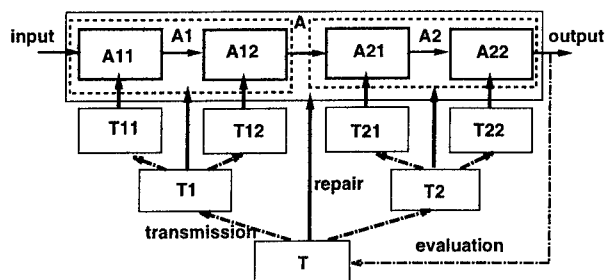 input
A1
A
A2
output
A11
A12
A21
A22
T11
T12
T21
T22
T1
repair
T2
transmission
evaluation
T